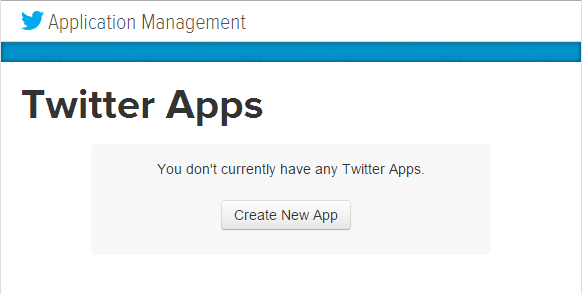 Application Management
Twitter Apps
You don't currently have any Twitter Apps.
Create New App